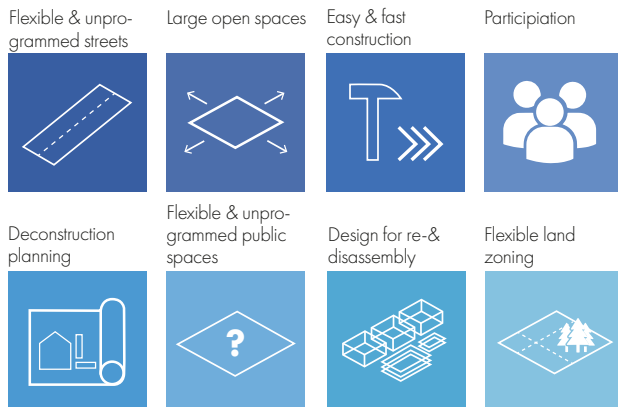 Flexible & unpro-
grammed streets
Large open spaces
Easy & fast
construction
Participiation
Deconstruction
planning
Flexible & unpro-
grammed public
spaces
?
Design for re-&
disassembly
Flexible land
zoning